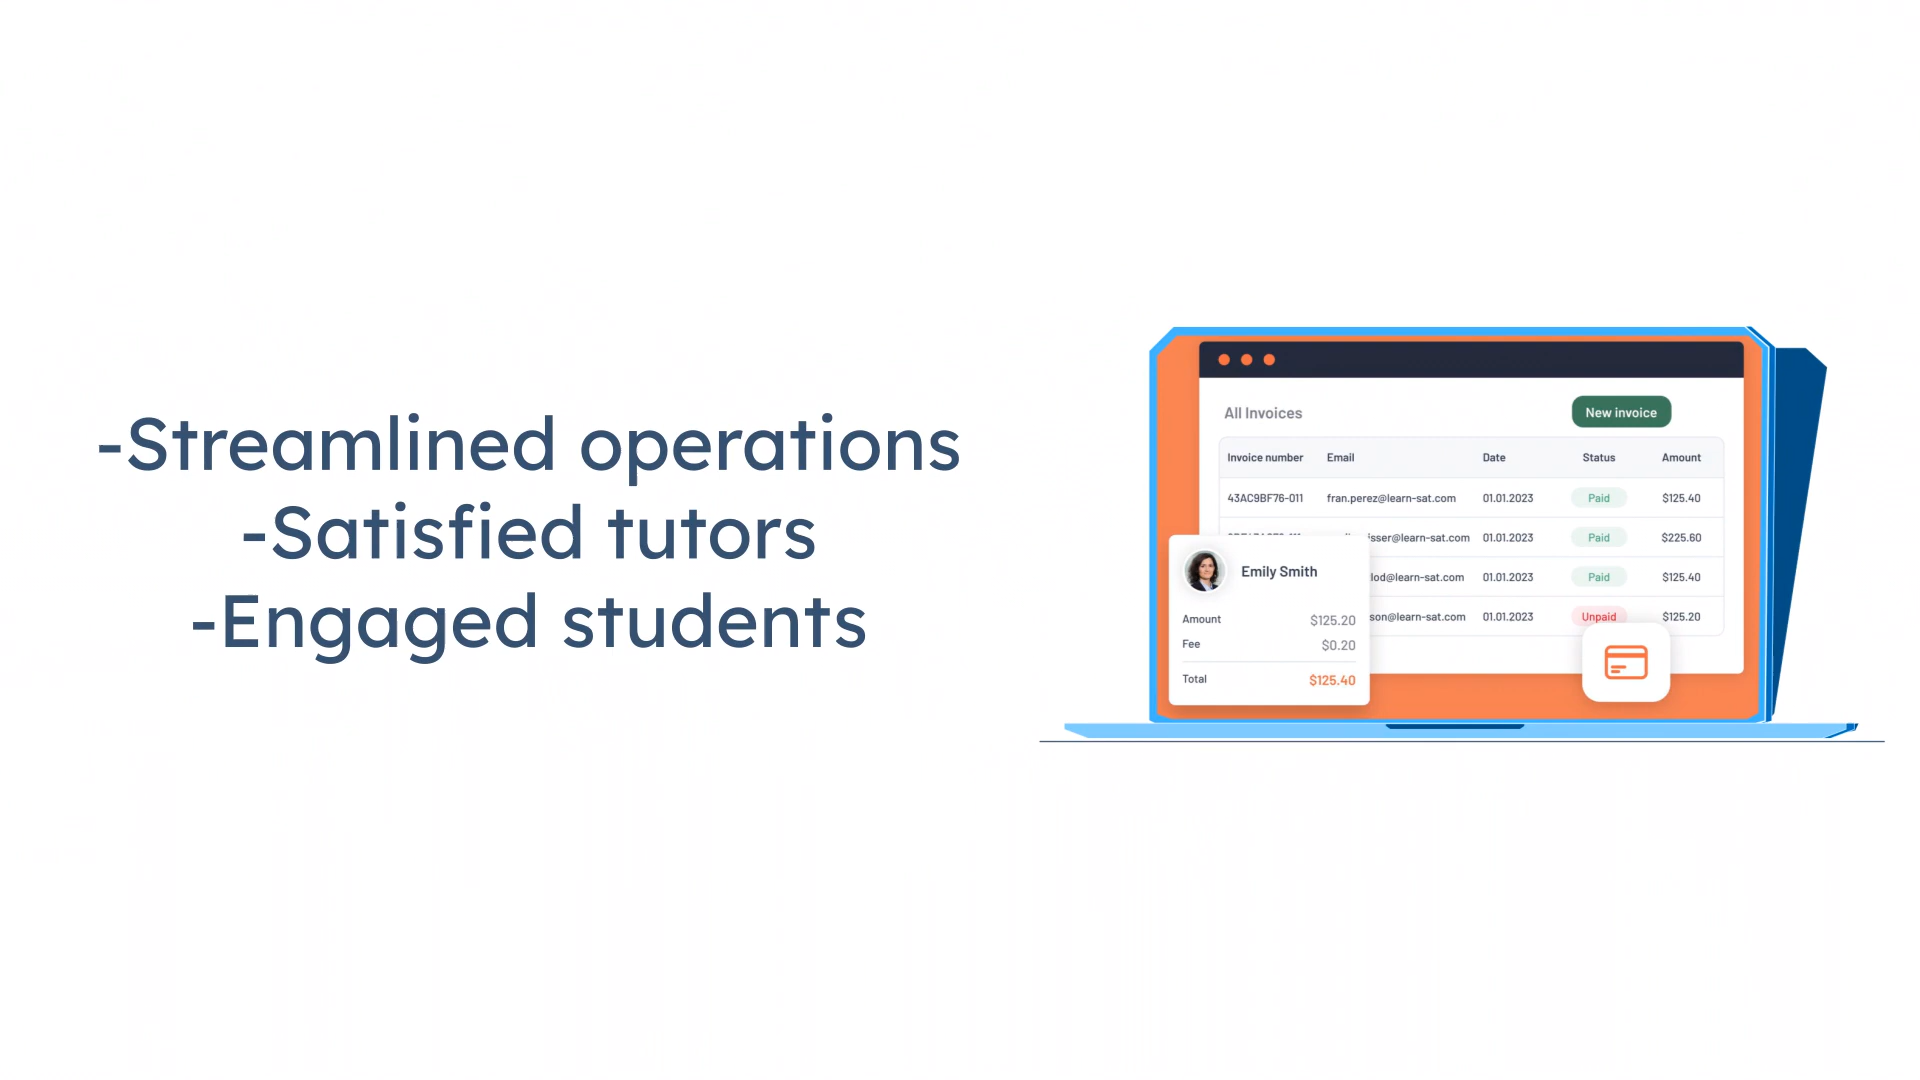 -Streamlined operations
-Satisfied tutors
-Engaged students
All Invoices
New invoice
Invoice number Email Date Status Amount
43AC9BF76-011 fran.perez@learn-sat.com 01.01.2023 Paid $125.40
isser@learn-sat.com 01.01.2023 Paid $225.60
lod@learn-sat.com 01.01.2023 Paid $125.40
son@learn-sat.com 01.01.2023 Unpaid $125.20
Emily Smith
Amount $125.20
Fee $0.20
Total $125.40